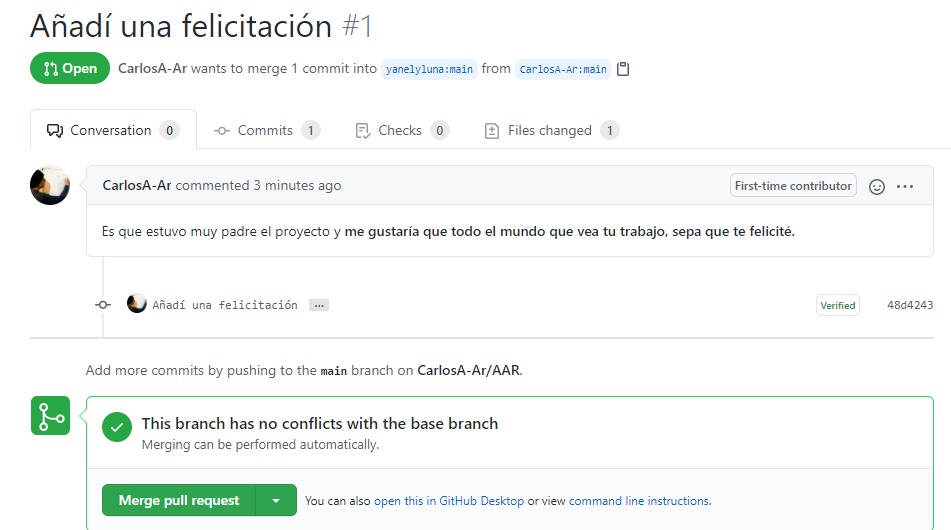 Añadí una felicitación #1
Open CarlosA-Ar wants to merge 1 commit into yanelyluna:main from CarlosA-Ar:main
Conversation 0 Commits 1 Checks 0 Files changed 1
CarlosA-Ar commented 3 minutes ago First-time contributor
Es que estuvo muy padre el proyecto y me gustaría que todo el mundo que vea tu trabajo, sepa que te felicité.
Añadí una felicitación ... Verified 48d4243
Add more commits by pushing to the main branch on CarlosA-Ar/AAR.
This branch has no conflicts with the base branch
Merging can be performed automatically.
Merge pull request You can also open this in GitHub Desktop or view command line instructions.